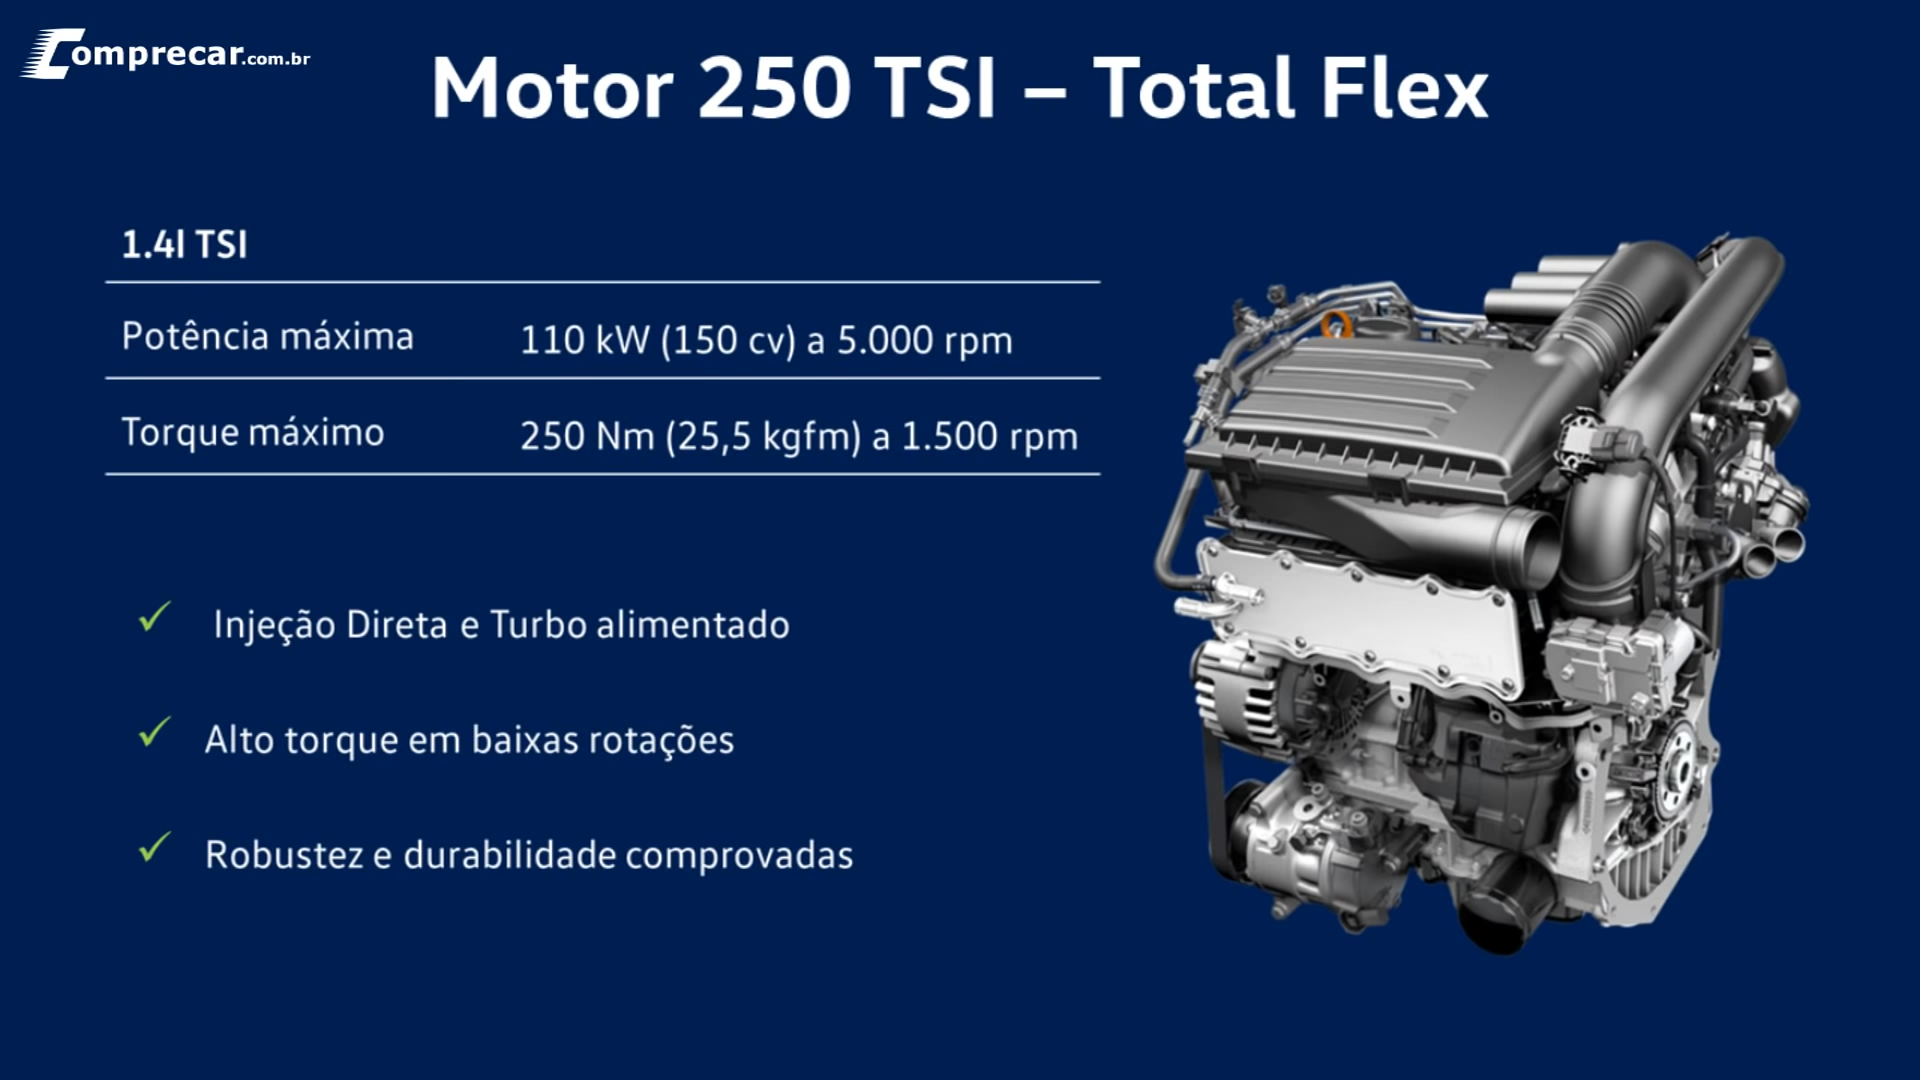 Comprecar.com.br
Motor 250 TSI – Total Flex
1.4l TSI
Potência máxima 110 kW (150 cv) a 5.000 rpm
Torque máximo 250 Nm (25,5 kgfm) a 1.500 rpm
✓ Injeção Direta e Turbo alimentado
✓ Alto torque em baixas rotações
✓ Robustez e durabilidade comprovadas